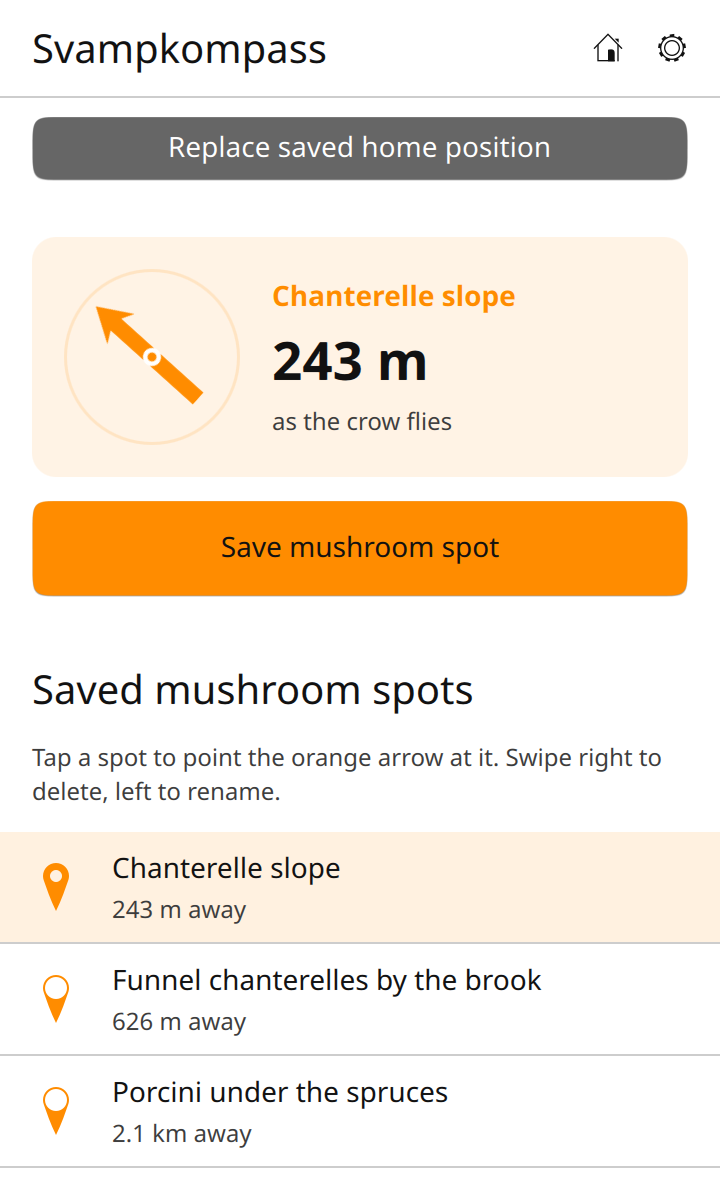 Svampkompass
Replace saved home position
Chanterelle slope
243 m
as the crow flies
Save mushroom spot
Saved mushroom spots
Tap a spot to point the orange arrow at it. Swipe right to
delete, left to rename.
Chanterelle slope
243 m away
Funnel chanterelles by the brook
626 m away
Porcini under the spruces
2.1 km away